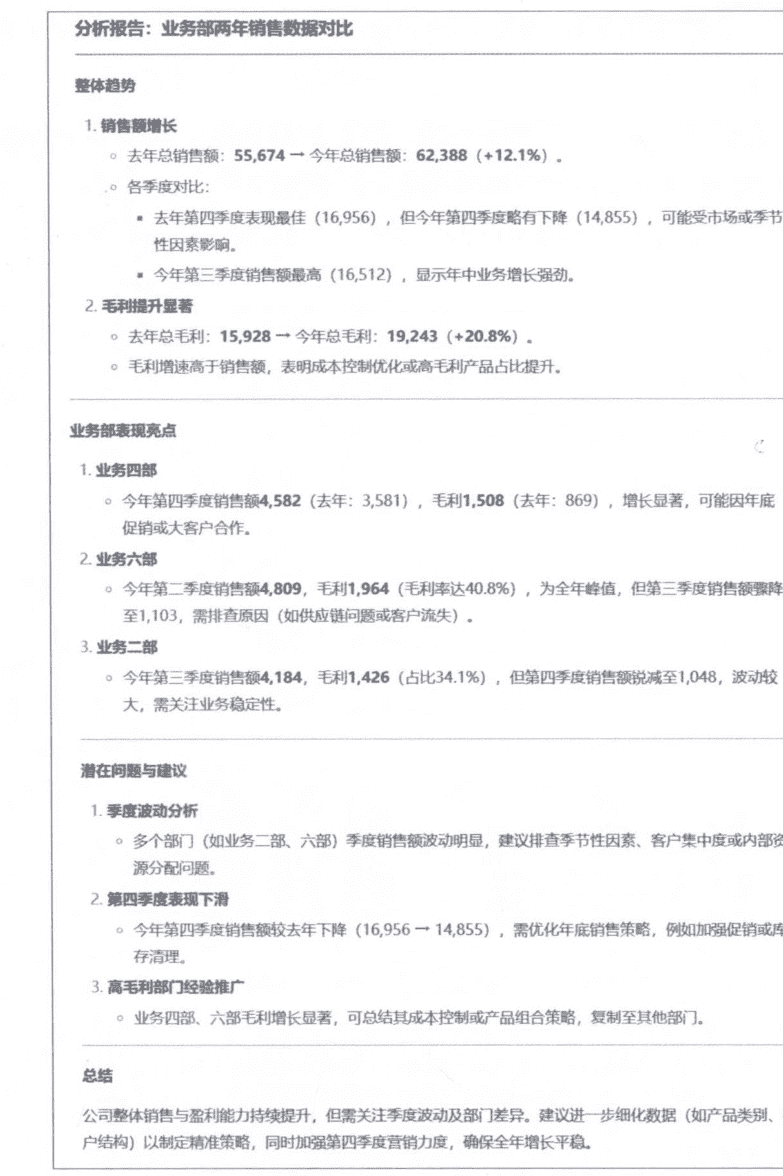 分析报告：业务部两年销售数据对比
整体趋势
1. 销售额增长
○ 去年总销售额：55,674 → 今年总销售额：62,388（+12.1%）。
○ 各季度对比：
▪ 去年第四季度表现最佳（16,956），但今年第四季度略有下降（14,855），可能受市场或季节
性因素影响。
▪ 今年第三季度销售额最高（16,512），显示年中业务增长强劲。
2. 毛利提升显著
○ 去年总毛利：15,928 → 今年总毛利：19,243（+20.8%）。
○ 毛利增速高于销售额，表明成本控制优化或高毛利产品占比提升。
业务部表现亮点
1. 业务四部
○ 今年第四季度销售额4,582（去年：3,581），毛利1,508（去年：869），增长显著，可能因年底
促销或大客户合作。
2. 业务六部
○ 今年第二季度销售额4,809，毛利1,964（毛利率达40.8%），为全年峰值，但第三季度销售额骤降
至1,103，需排查原因（如供应链问题或客户流失）。
3. 业务二部
○ 今年第三季度销售额4,184，毛利1,426（占比34.1%），但第四季度销售额锐减至1,048，波动较
大，需关注业务稳定性。
潜在问题与建议
1. 季度波动分析
○ 多个部门（如业务二部、六部）季度销售额波动明显，建议排查季节性因素、客户集中度或内部资
源分配问题。
2. 第四季度表现下滑
○ 今年第四季度销售额较去年下降（16,956 → 14,855），需优化年底销售策略，例如加强促销或库
存清理。
3. 高毛利部门经验推广
○ 业务四部、六部毛利增长显著，可总结其成本控制或产品组合策略，复制至其他部门。
总结
公司整体销售与盈利能力持续提升，但需关注季度波动及部门差异。建议进一步细化数据（如产品类别、
户结构）以制定精准策略，同时加强第四季度营销力度，确保全年增长平稳。